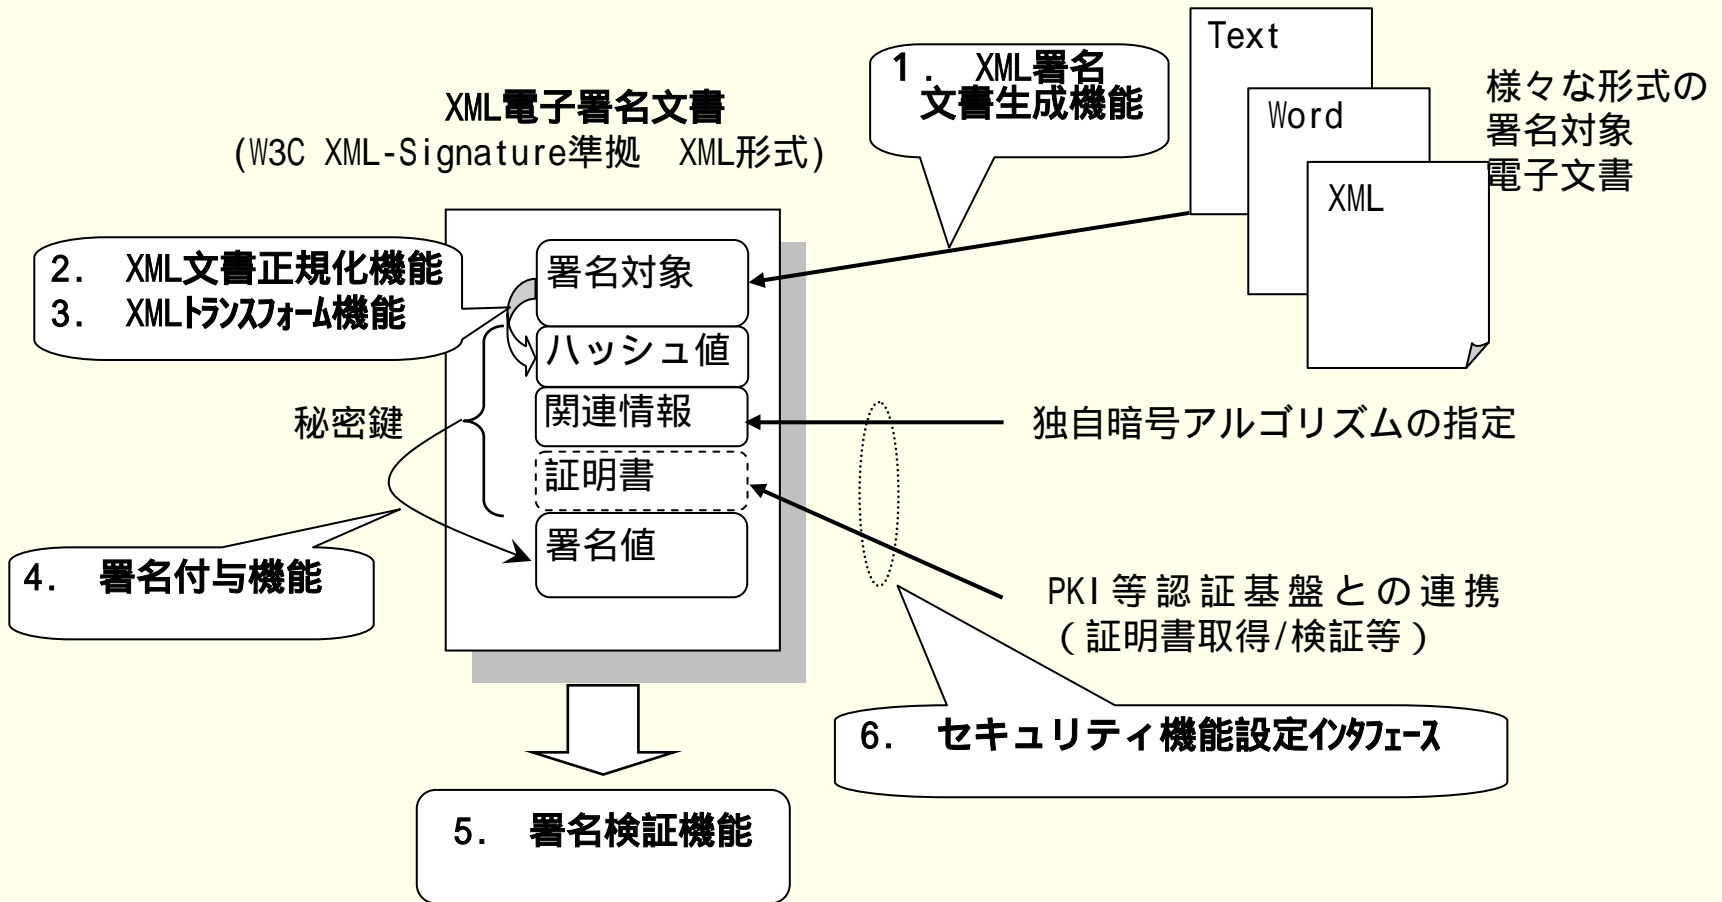 Text
Word
XML
様々な形式の
署名対象
電子文書
1. XML署名
文書生成機能
XML電子署名文書
(W3C XML-Signature準拠　XML形式)
2.　XML文書正規化機能
3.　XMLﾄﾗﾝｽﾌｫｰﾑ機能
署名対象
ハッシュ値
関連情報
証明書
署名値
秘密鍵
独自暗号アルゴリズムの指定
4.　署名付与機能
PKI等認証基盤との連携
(証明書取得/検証等)
6.　セキュリティ機能設定ｲﾝﾀﾌｪｰｽ
5.　署名検証機能